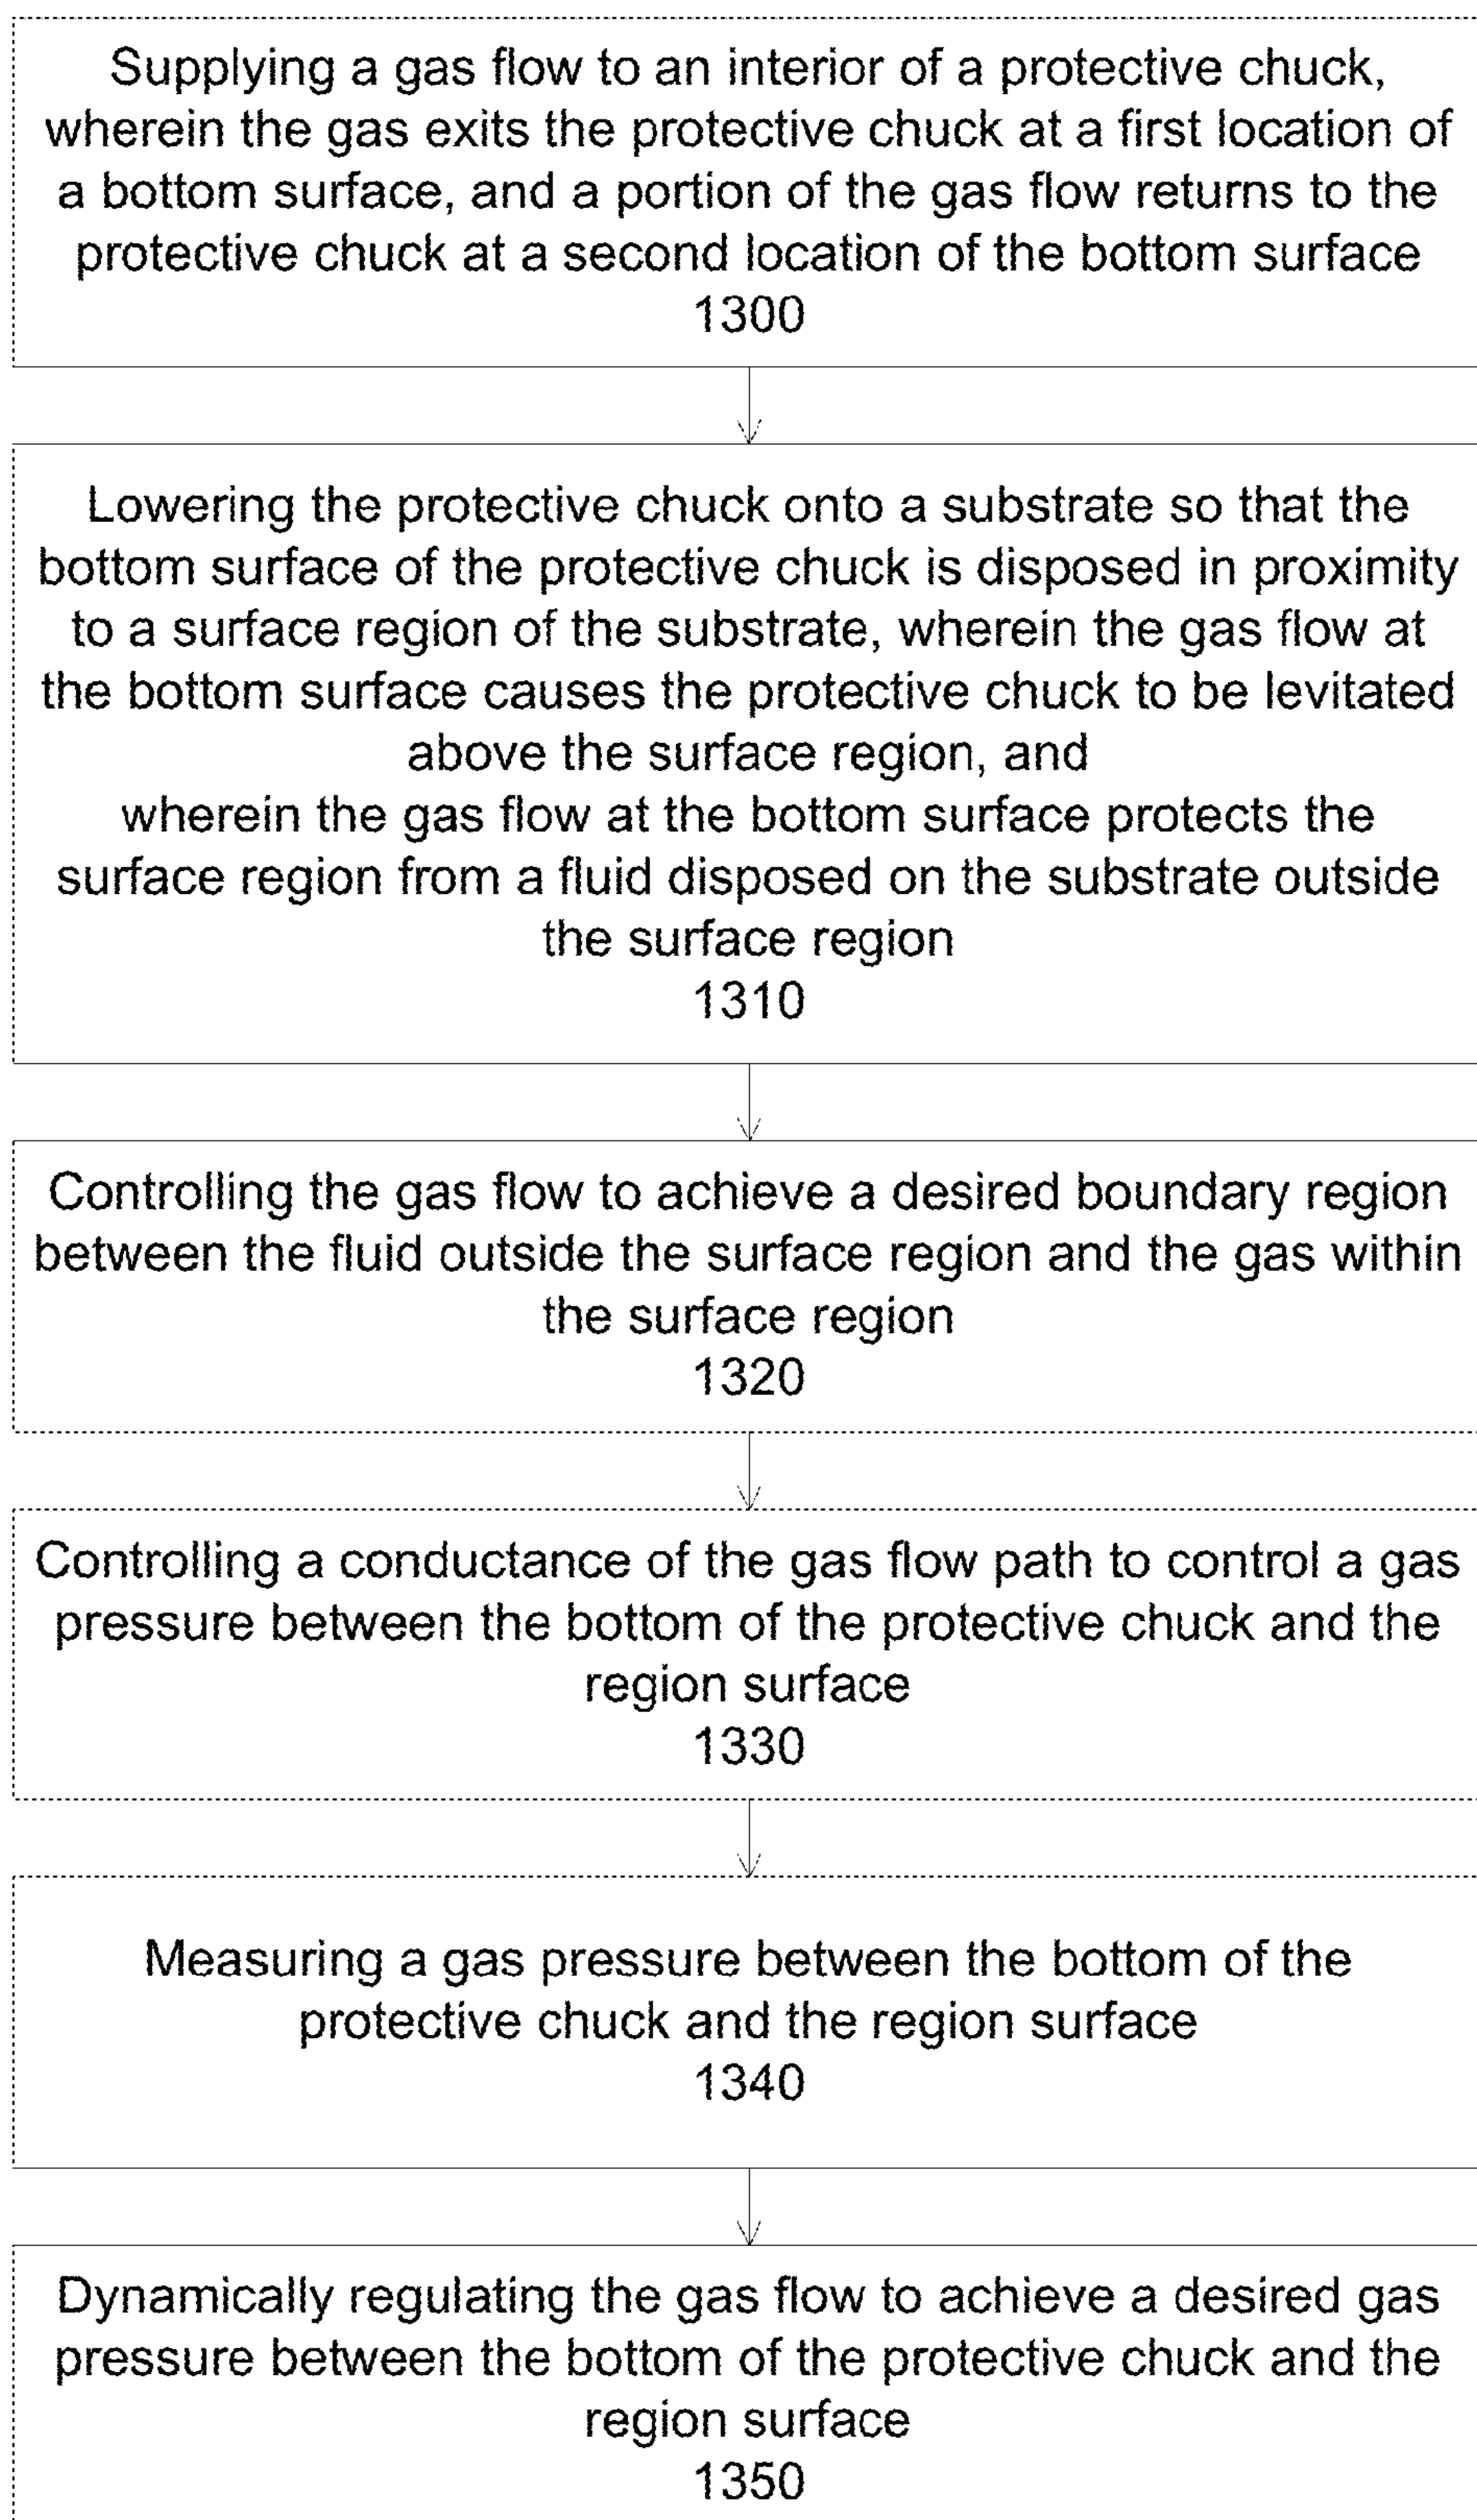 Supplying a gas flow to an interior of a protective chuck,
wherein the gas exits the protective chuck at a first location of
a bottom surface, and a portion of the gas flow returns to the
protective chuck at a second location of the bottom surface
1300
Lowering the protective chuck onto a substrate so that the
bottom surface of the protective chuck is disposed in proximity
to a surface region of the substrate, wherein the gas flow at
the bottom surface causes the protective chuck to be levitated
above the surface region, and
wherein the gas flow at the bottom surface protects the
surface region from a fluid disposed on the substrate outside
the surface region
1310
Controlling the gas flow to achieve a desired boundary region
between the fluid outside the surface region and the gas within
the surface region
1320
Controlling a conductance of the gas flow path to control a gas
pressure between the bottom of the protective chuck and the
region surface
1330
Measuring a gas pressure between the bottom of the
protective chuck and the region surface
1340
Dynamically regulating the gas flow to achieve a desired gas
pressure between the bottom of the protective chuck and the
region surface
1350